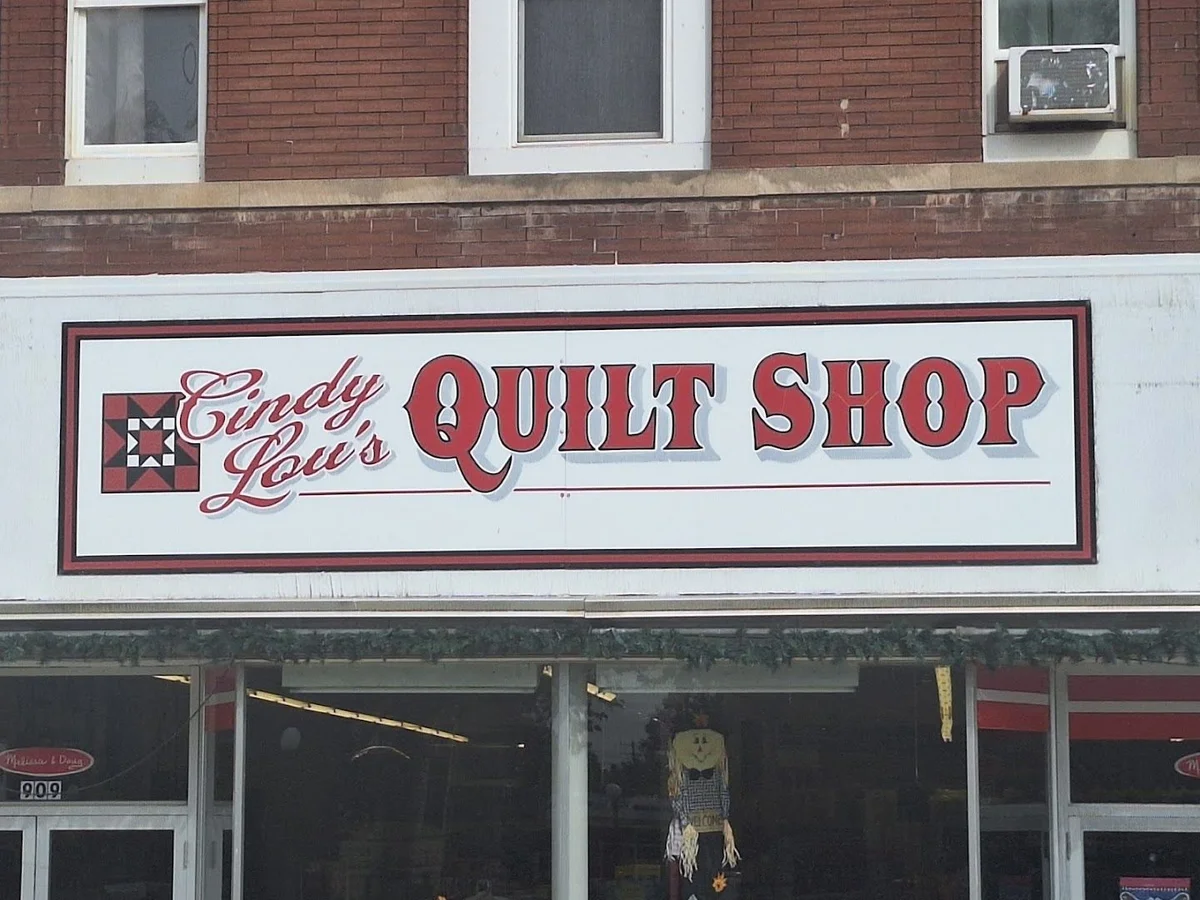 Cindy Lou's QUILT SHOP
Melissa & Doug
909
WELCOME